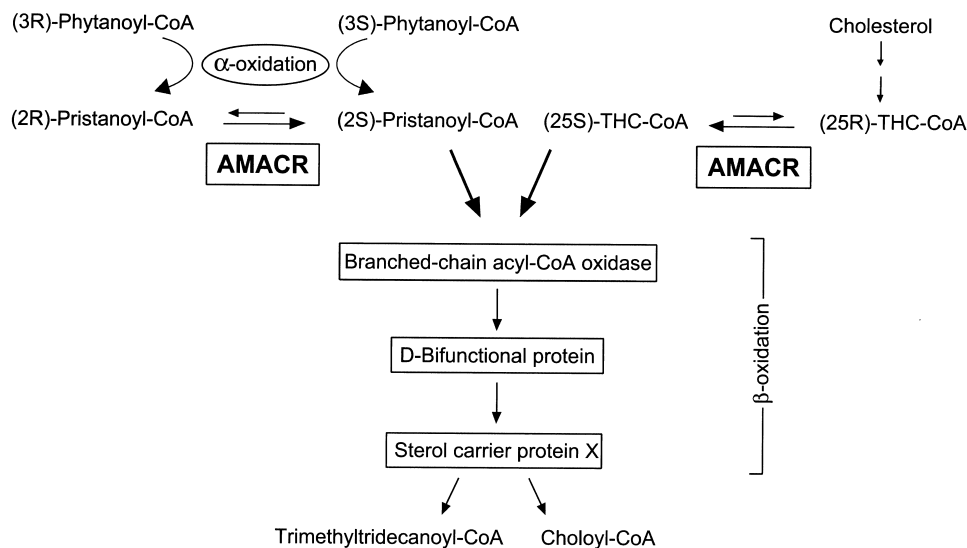 (3R)-Phytanoyl-CoA
(3S)-Phytanoyl-CoA
Cholesterol
α-oxidation
(2R)-Pristanoyl-CoA
(2S)-Pristanoyl-CoA
(25S)-THC-CoA
(25R)-THC-CoA
AMACR
AMACR
Branched-chain acyl-CoA oxidase
D-Bifunctional protein
β-oxidation
Sterol carrier protein X
Trimethyltridecanoyl-CoA
Choloyl-CoA